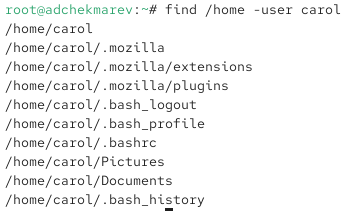 root@adchekmarev:~# find /home -user carol
/home/carol
/home/carol/.mozilla
/home/carol/.mozilla/extensions
/home/carol/.mozilla/plugins
/home/carol/.bash_logout
/home/carol/.bash_profile
/home/carol/.bashrc
/home/carol/Pictures
/home/carol/Documents
/home/carol/.bash_history